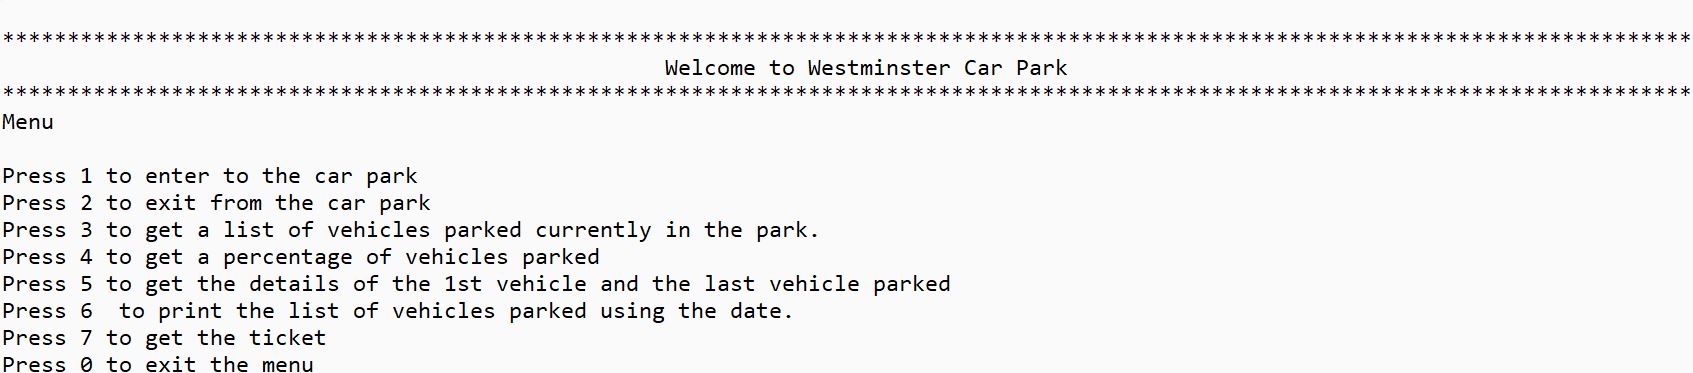 **********************************************************************************************************************************
Welcome to Westminster Car Park
**********************************************************************************************************************************
Menu
Press 1 to enter to the car park
Press 2 to exit from the car park
Press 3 to get a list of vehicles parked currently in the park.
Press 4 to get a percentage of vehicles parked
Press 5 to get the details of the 1st vehicle and the last vehicle parked
Press 6  to print the list of vehicles parked using the date.
Press 7 to get the ticket
Press 0 to exit the menu